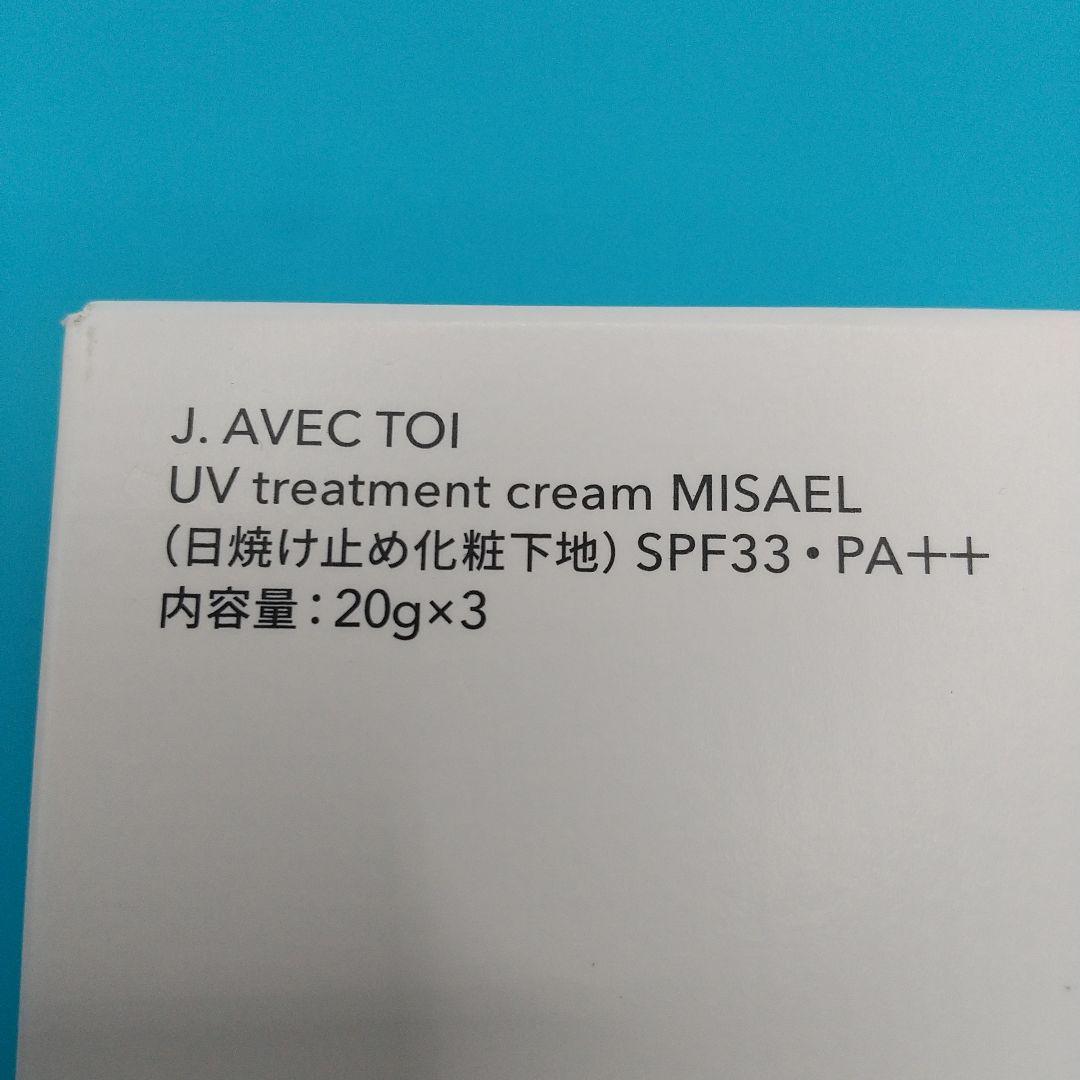 J. AVEC TOI
UV treatment cream MISAEL
（日焼け止め化粧下地）SPF33・PA++
内容量：20g×3